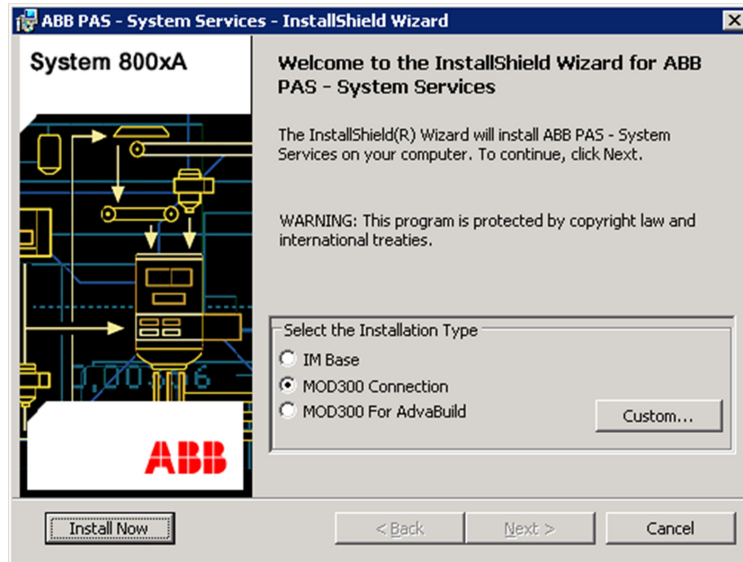 ABB PAS - System Services - InstallShield Wizard
System 800xA
Welcome to the InstallShield Wizard for ABB
PAS - System Services
The InstallShield(R) Wizard will install ABB PAS - System
Services on your computer. To continue, click Next.
WARNING: This program is protected by copyright law and
international treaties.
Select the Installation Type
IM Base
MOD300 Connection
MOD300 For AdvaBuild
Custom...
ABB
Install Now
< Back
Next >
Cancel